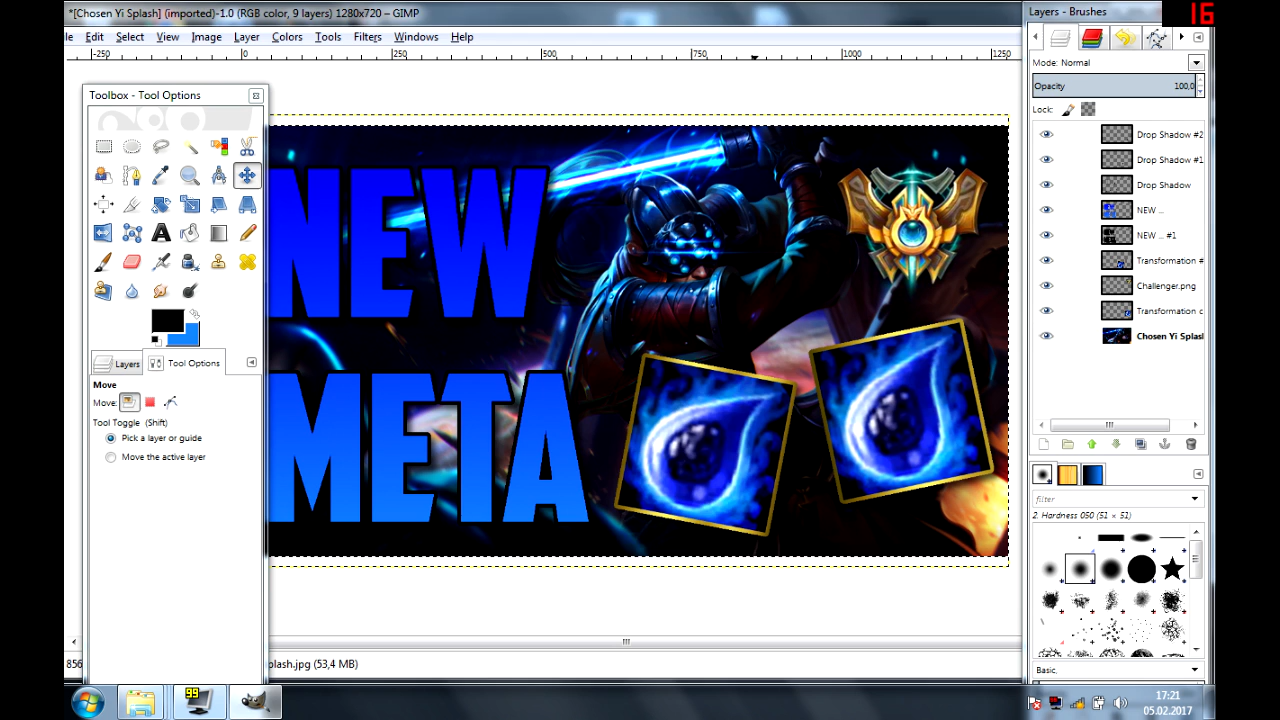 *[Chosen Yi Splash] (imported)-1.0 (RGB color, 9 layers) 1280x720 – GIMP
le Edit Select View Image Layer Colors Tools Filters Windows Help
-250 0 250 500 750 1000 1250
Toolbox - Tool Options
NEW
META
Layers Tool Options
Move
Move:
Tool Toggle (Shift)
Pick a layer or guide
Move the active layer
856
plash.jpg (53,4 MB)
Layers - Brushes
16
Mode: Normal
Opacity 100,0
Lock:
Drop Shadow #2
Drop Shadow #1
Drop Shadow
NEW ...
NEW ... #1
Transformation #
Challenger.png
Transformation c
Chosen Yi Splash
filter
2. Hardness 050 (51 × 51)
Basic,
99
17:21
05.02.2017